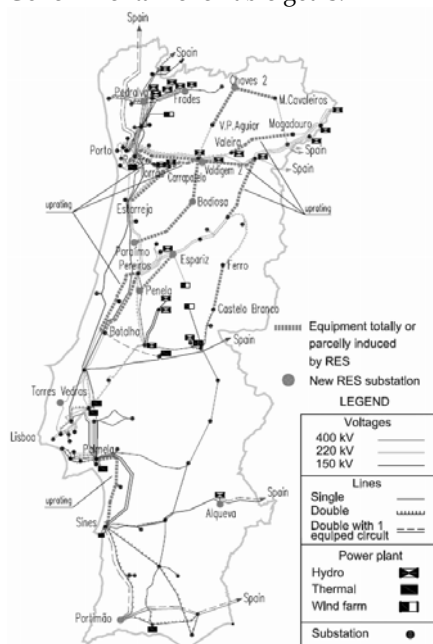 Spain
Spain
Pedralva
Frades
Chaves 2
M.Cavaleiros
V.P.Aguiar
Mogadouro
Valeira
Porto
Spain
Torrão
Carrapatelo
Valdigem 2
Spain
uprating
Estarreja
Bodiosa
uprating
Paraimo
Pereiros
Espariz
Ferro
Penela
Castelo Branco
Batalha
Spain
Equipment totally or
parcelly induced
by RES
New RES substation
Torres Vedras
LEGEND
Voltages
400 kV
220 kV
150 kV
Lisboa
Palmela
Lines
Single
Double
Double with 1
equiped circuit
uprating
Spain
Sines
Alqueva
Power plant
Hydro
Thermal
Wind farm
Spain
Portimão
Substation